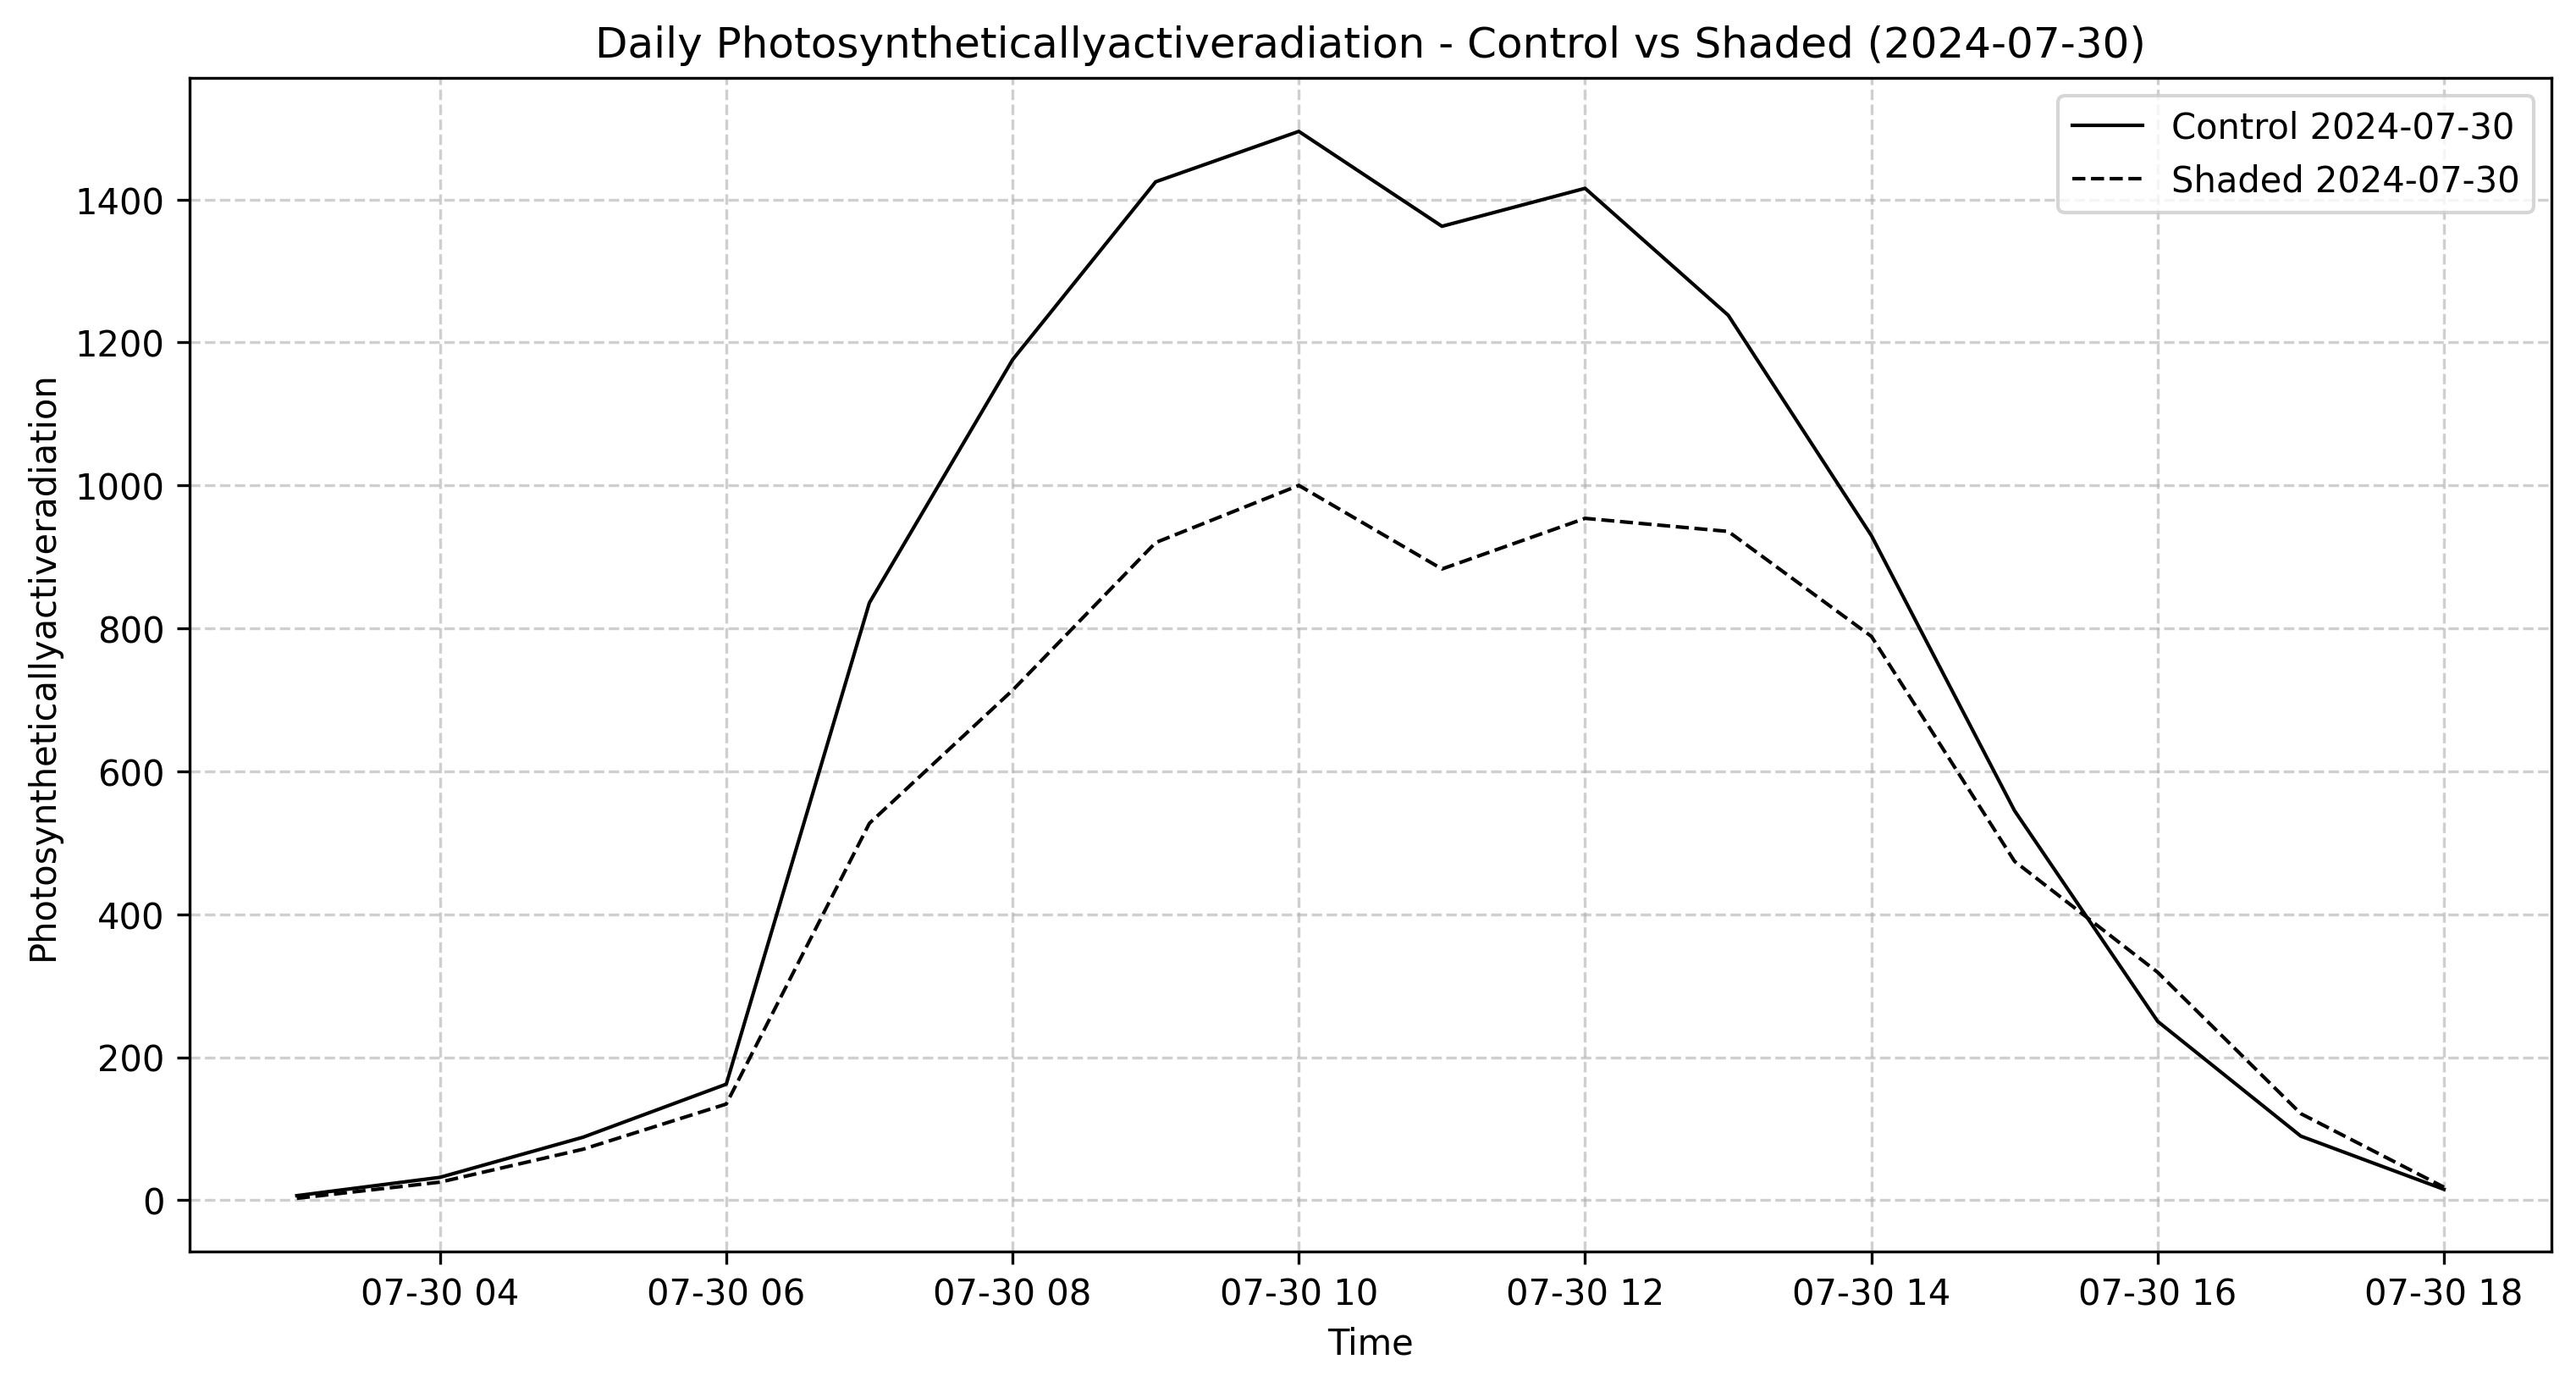 Daily Photosyntheticallyactiveradiation - Control vs Shaded (2024-07-30)
Control 2024-07-30
Shaded 2024-07-30
Photosyntheticallyactiveradiation
1400
1200
1000
800
600
400
200
0
07-30 04 07-30 06 07-30 08 07-30 10 07-30 12 07-30 14 07-30 16 07-30 18
Time